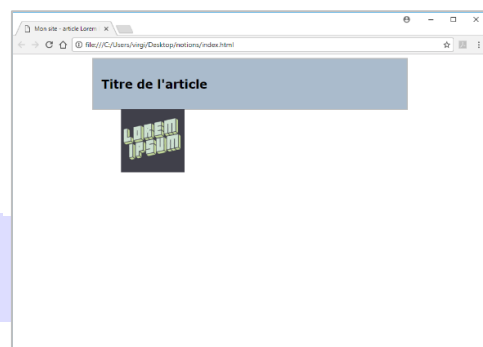 Mon site - article Lorem
file:///C:/Users/virgi/Desktop/notions/index.html
Titre de l'article
LOREM
IPSUM